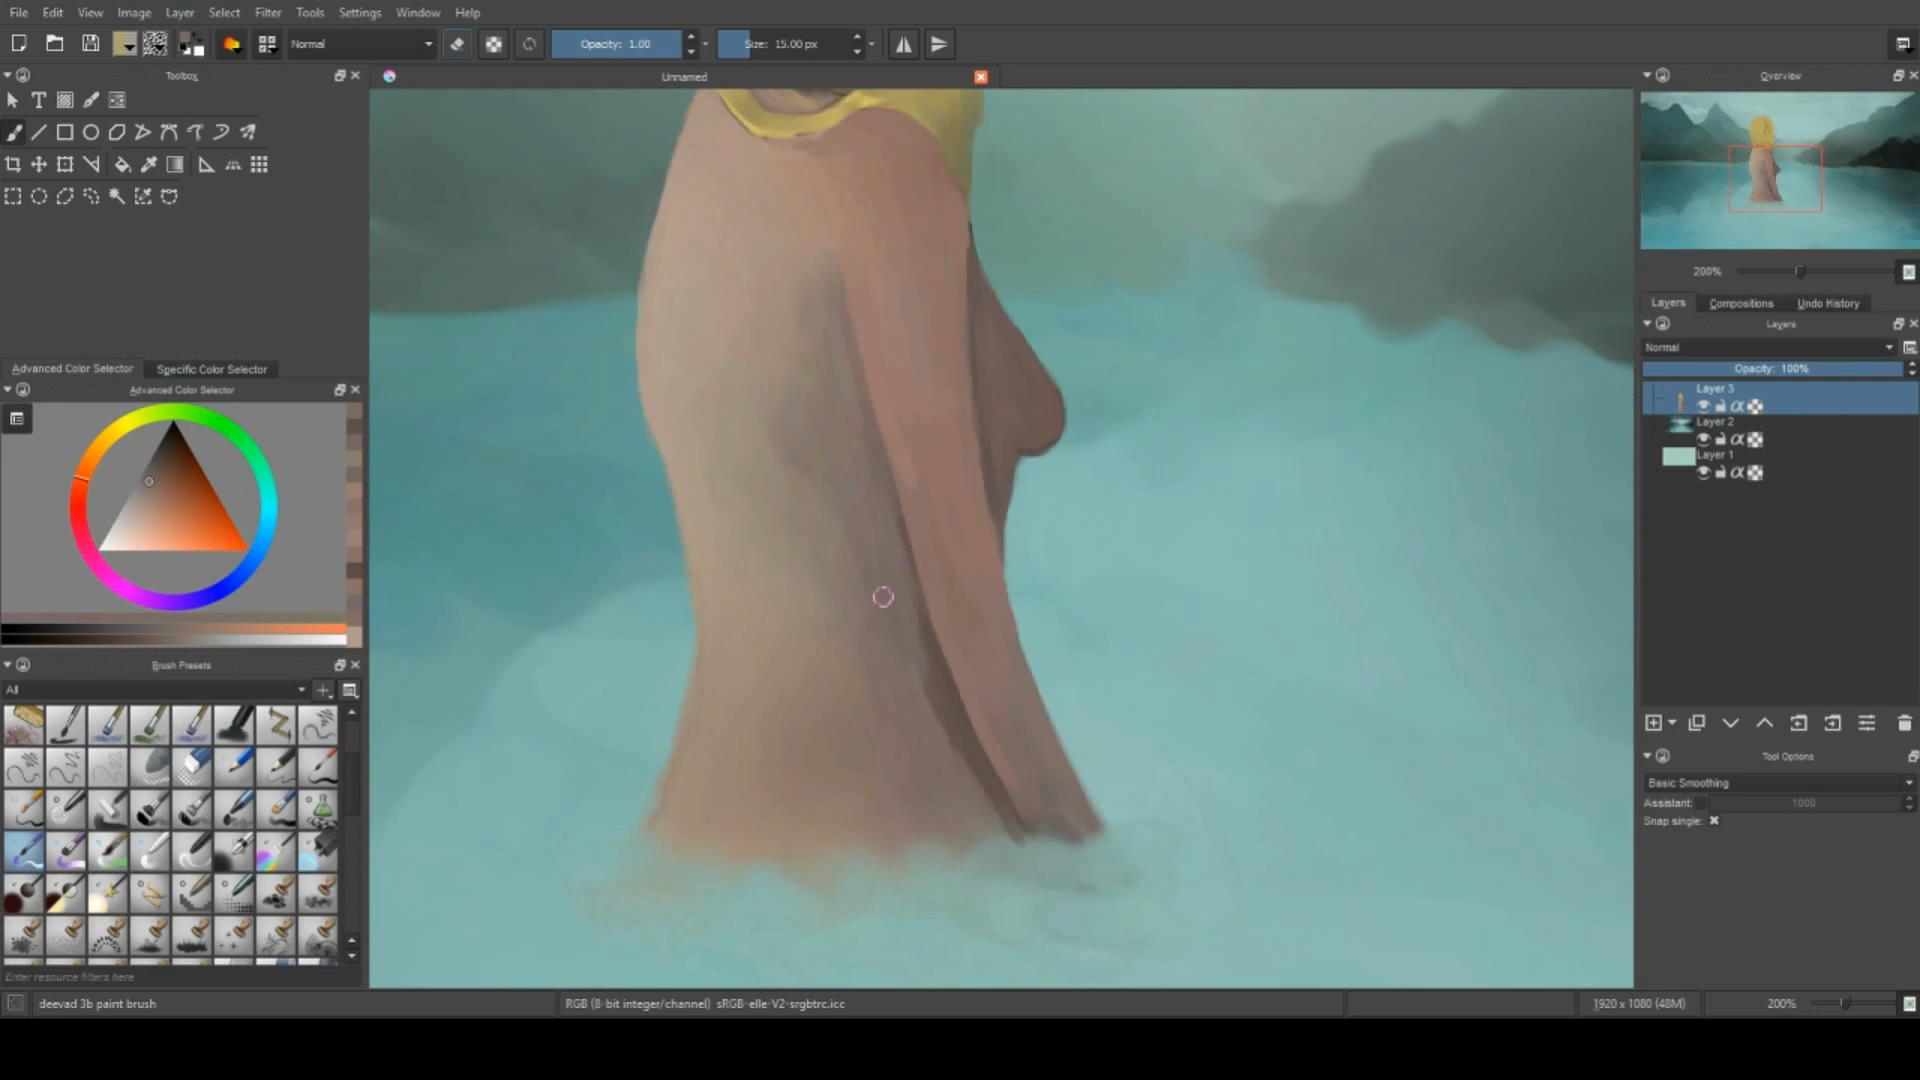 File Edit View Image Layer Select Filter Tools Settings Window Help
Normal Opacity: 1.00 Size: 15.00 px
Toolbox
Unnamed
Overview
200%
Layers Compositions Undo History
Layers
Normal
Opacity: 100%
Layer 3
Layer 2
Layer 1
Advanced Color Selector Specific Color Selector
Advanced Color Selector
Brush Presets
All
Enter resource filters here
Tool Options
Basic Smoothing
Assistant: 1000
Snap single:
deevad 3b paint brush
RGB (8-bit integer/channel) sRGB-elle-V2-srgbtrc.icc
1920 x 1080 (48M)
200%